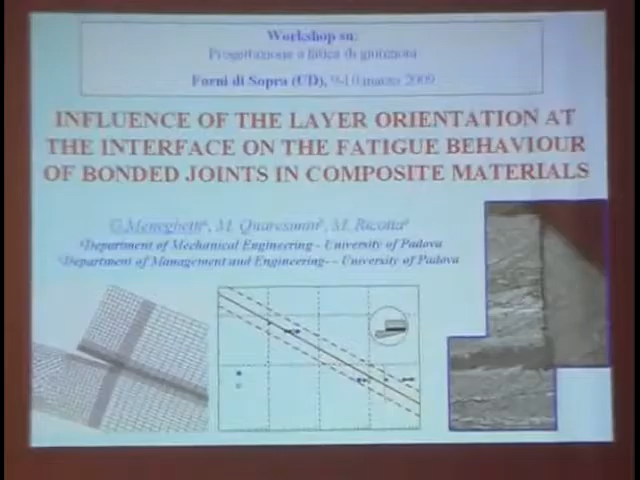 Workshop su:
Progettazione a fatica di giunzioni
Forni di Sopra (UD), 9-10 marzo 2009
INFLUENCE OF THE LAYER ORIENTATION AT
THE INTERFACE ON THE FATIGUE BEHAVIOUR
OF BONDED JOINTS IN COMPOSITE MATERIALS
G.Meneghetti, M. Quaresimin, M. Ricotta
Department of Mechanical Engineering - University of Padova
Department of Management and Engineering- - University of Padova